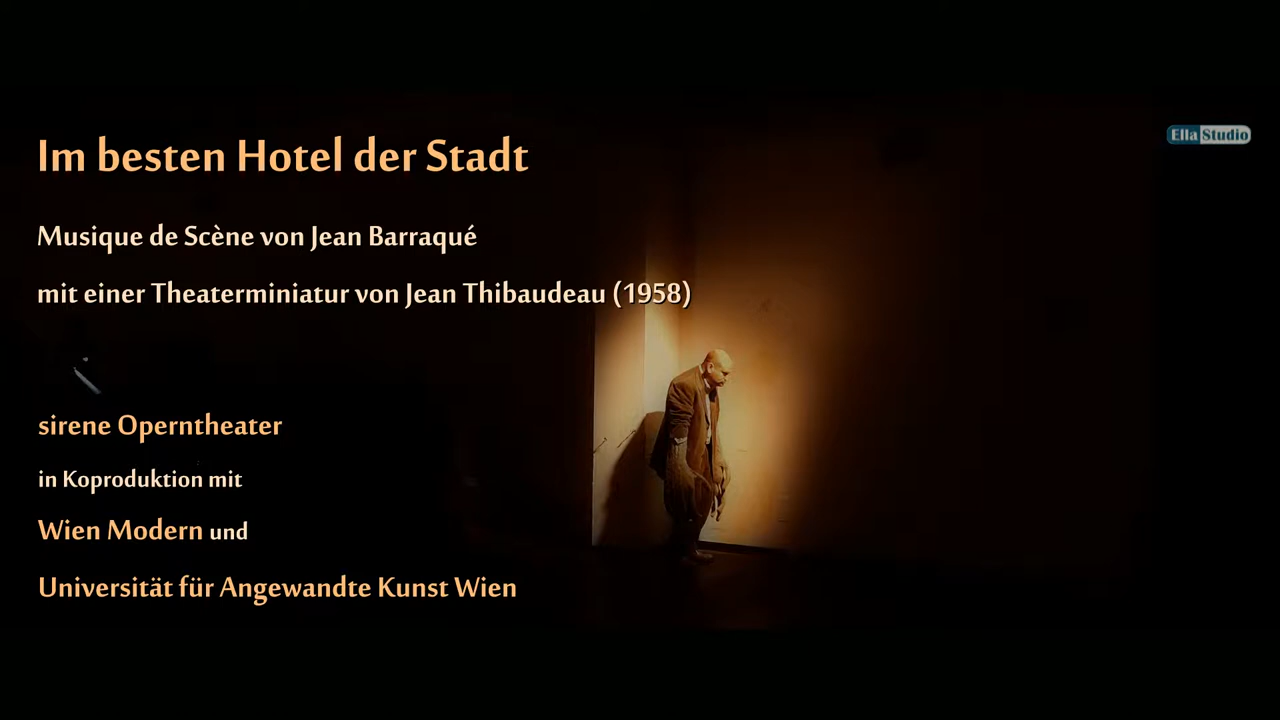 Im besten Hotel der Stadt
Ella Studio
Musique de Scène von Jean Barraqué
mit einer Theaterminiatur von Jean Thibaudeau (1958)
sirene Operntheater
in Koproduktion mit
Wien Modern und
Universität für Angewandte Kunst Wien